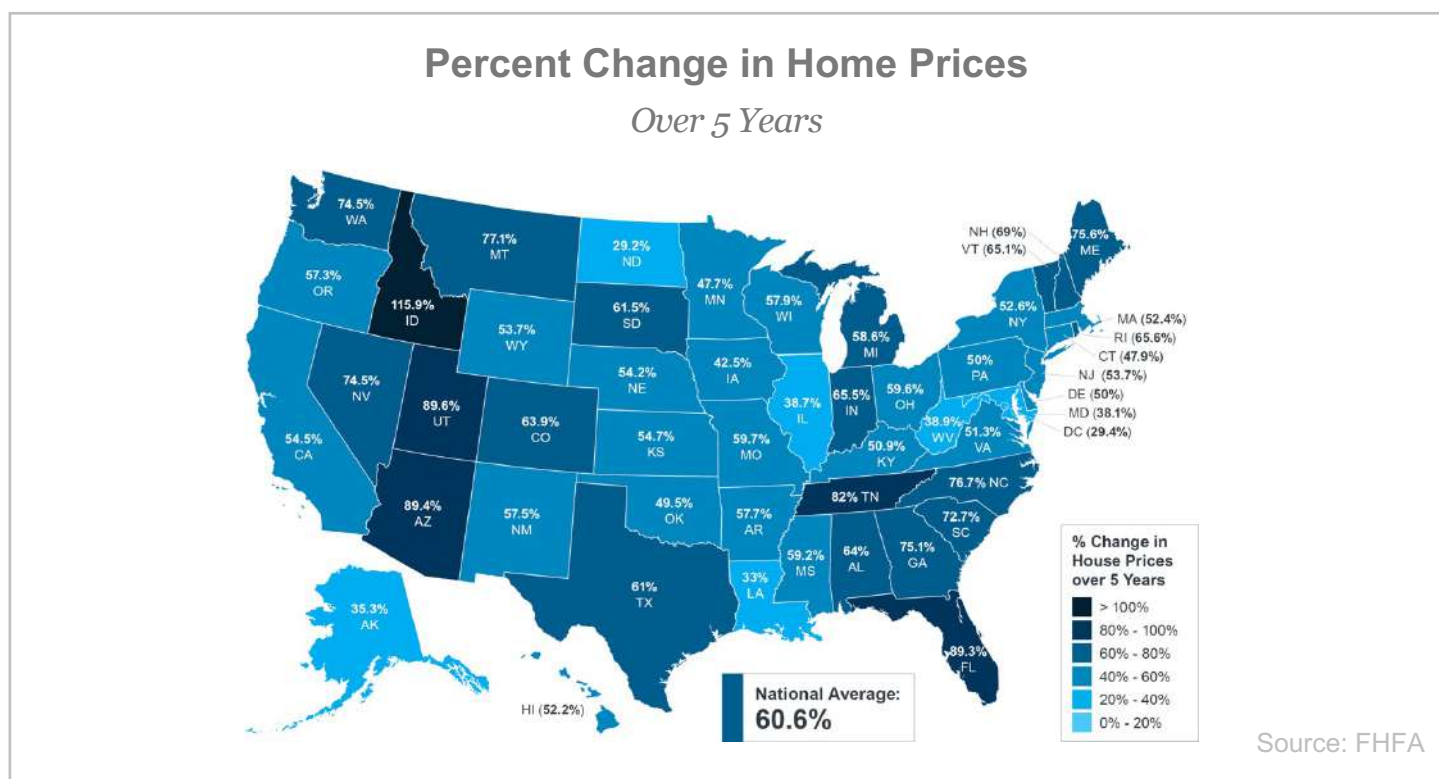 Percent Change in Home Prices
Over 5 Years
74.5%
WA
57.3%
OR
54.5%
CA
74.5%
NV
115.9%
ID
77.1%
MT
53.7%
WY
89.6%
UT
89.4%
AZ
63.9%
CO
57.5%
NM
29.2%
ND
61.5%
SD
54.2%
NE
54.7%
KS
49.5%
OK
61%
TX
47.7%
MN
42.5%
IA
59.7%
MO
57.7%
AR
33%
LA
57.9%
WI
38.7%
IL
58.6%
MI
65.5%
IN
59.6%
OH
50.9%
KY
82% TN
59.2%
MS
64%
AL
75.1%
GA
89.3%
FL
72.7%
SC
76.7% NC
51.3%
VA
38.9%
WV
50%
PA
52.6%
NY
75.6%
ME
NH (69%)
VT (65.1%)
MA (52.4%)
RI (65.6%)
CT (47.9%)
NJ (53.7%)
DE (50%)
MD (38.1%)
DC (29.4%)
35.3%
AK
HI (52.2%)
National Average:
60.6%
% Change in
House Prices
over 5 Years
> 100%
80% - 100%
60% - 80%
40% - 60%
20% - 40%
0% - 20%
Source: FHFA